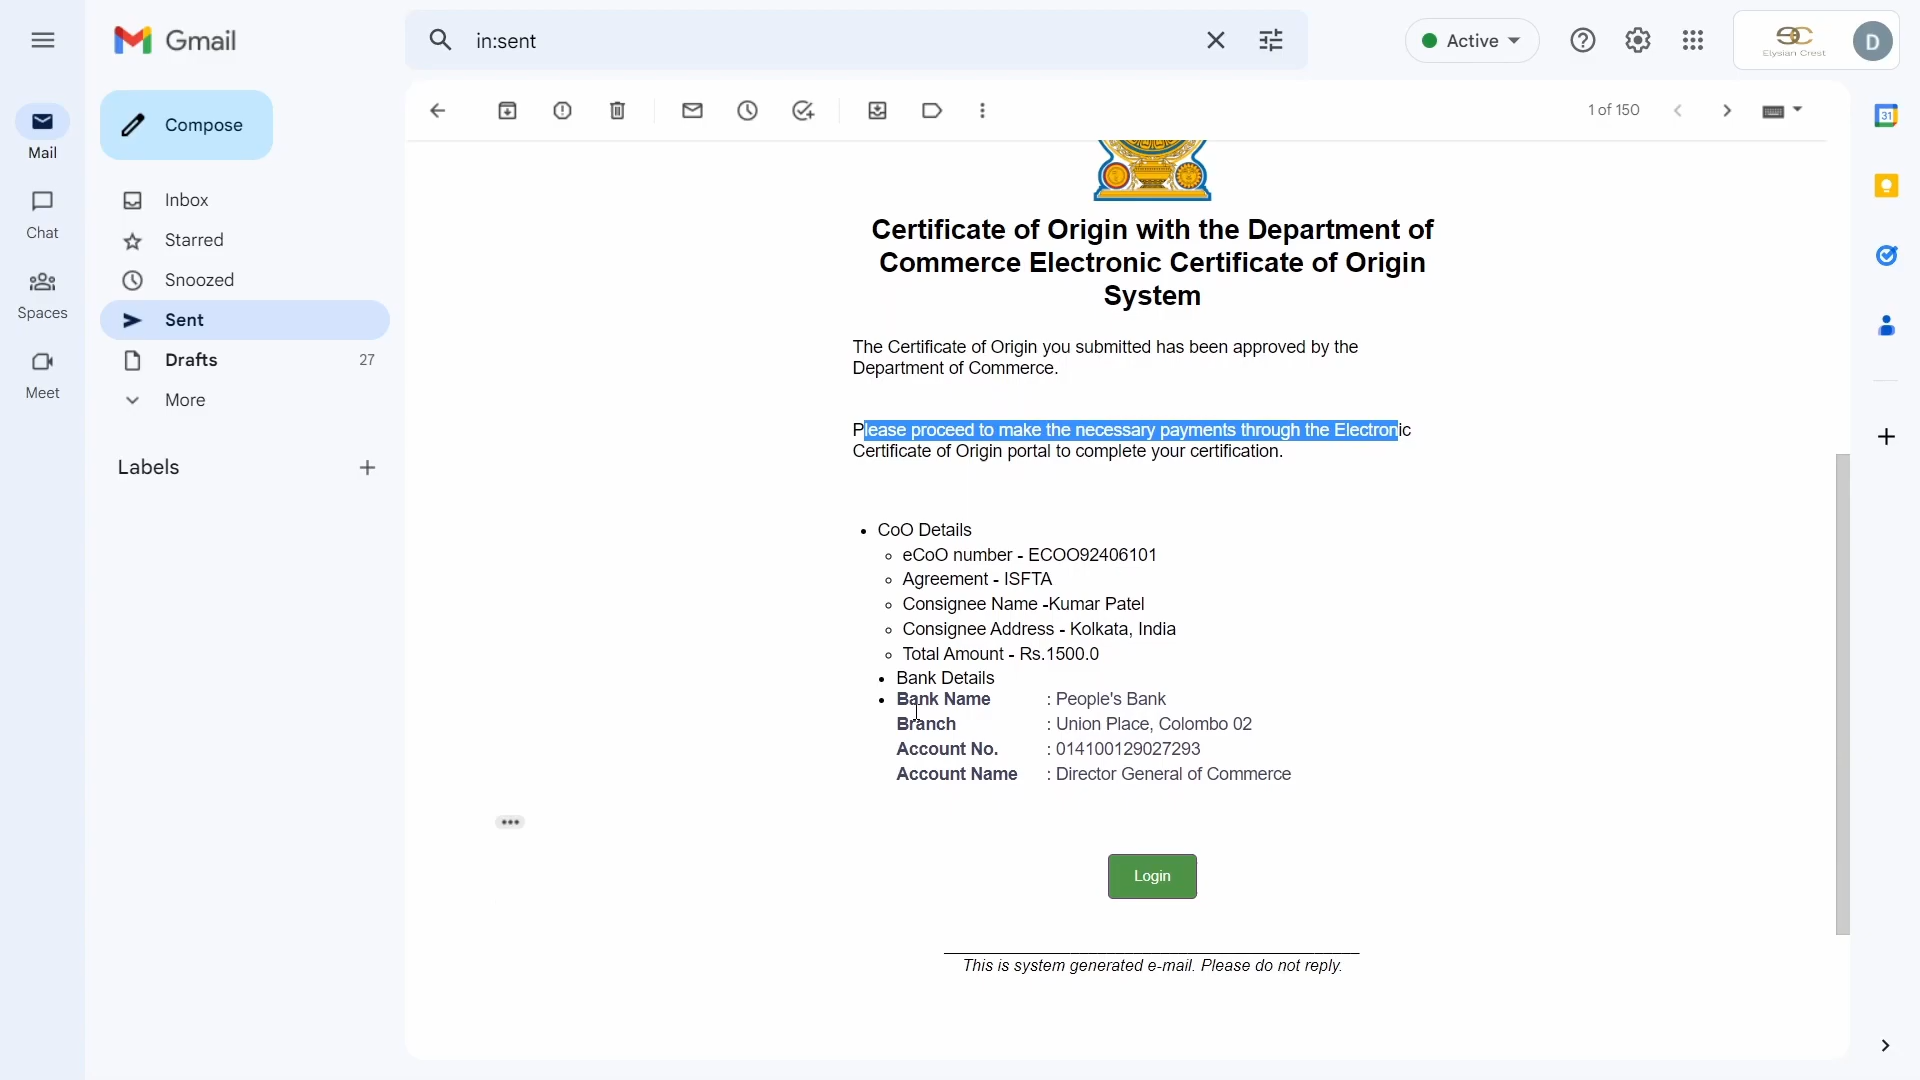 Gmail
in:sent
Active
Elysian Crest
D
Compose
1 of 150
Mail
Chat
Spaces
Meet
Inbox
Starred
Snoozed
Sent
Drafts 27
More
Labels
31
Certificate of Origin with the Department of
Commerce Electronic Certificate of Origin
System
The Certificate of Origin you submitted has been approved by the
Department of Commerce.
Please proceed to make the necessary payments through the Electronic
Certificate of Origin portal to complete your certification.
CoO Details
eCoO number - ECOO92406101
Agreement - ISFTA
Consignee Name -Kumar Patel
Consignee Address - Kolkata, India
Total Amount - Rs.1500.0
Bank Details
Bank Name : People's Bank
Branch : Union Place, Colombo 02
Account No. : 014100129027293
Account Name : Director General of Commerce
Login
This is system generated e-mail. Please do not reply.